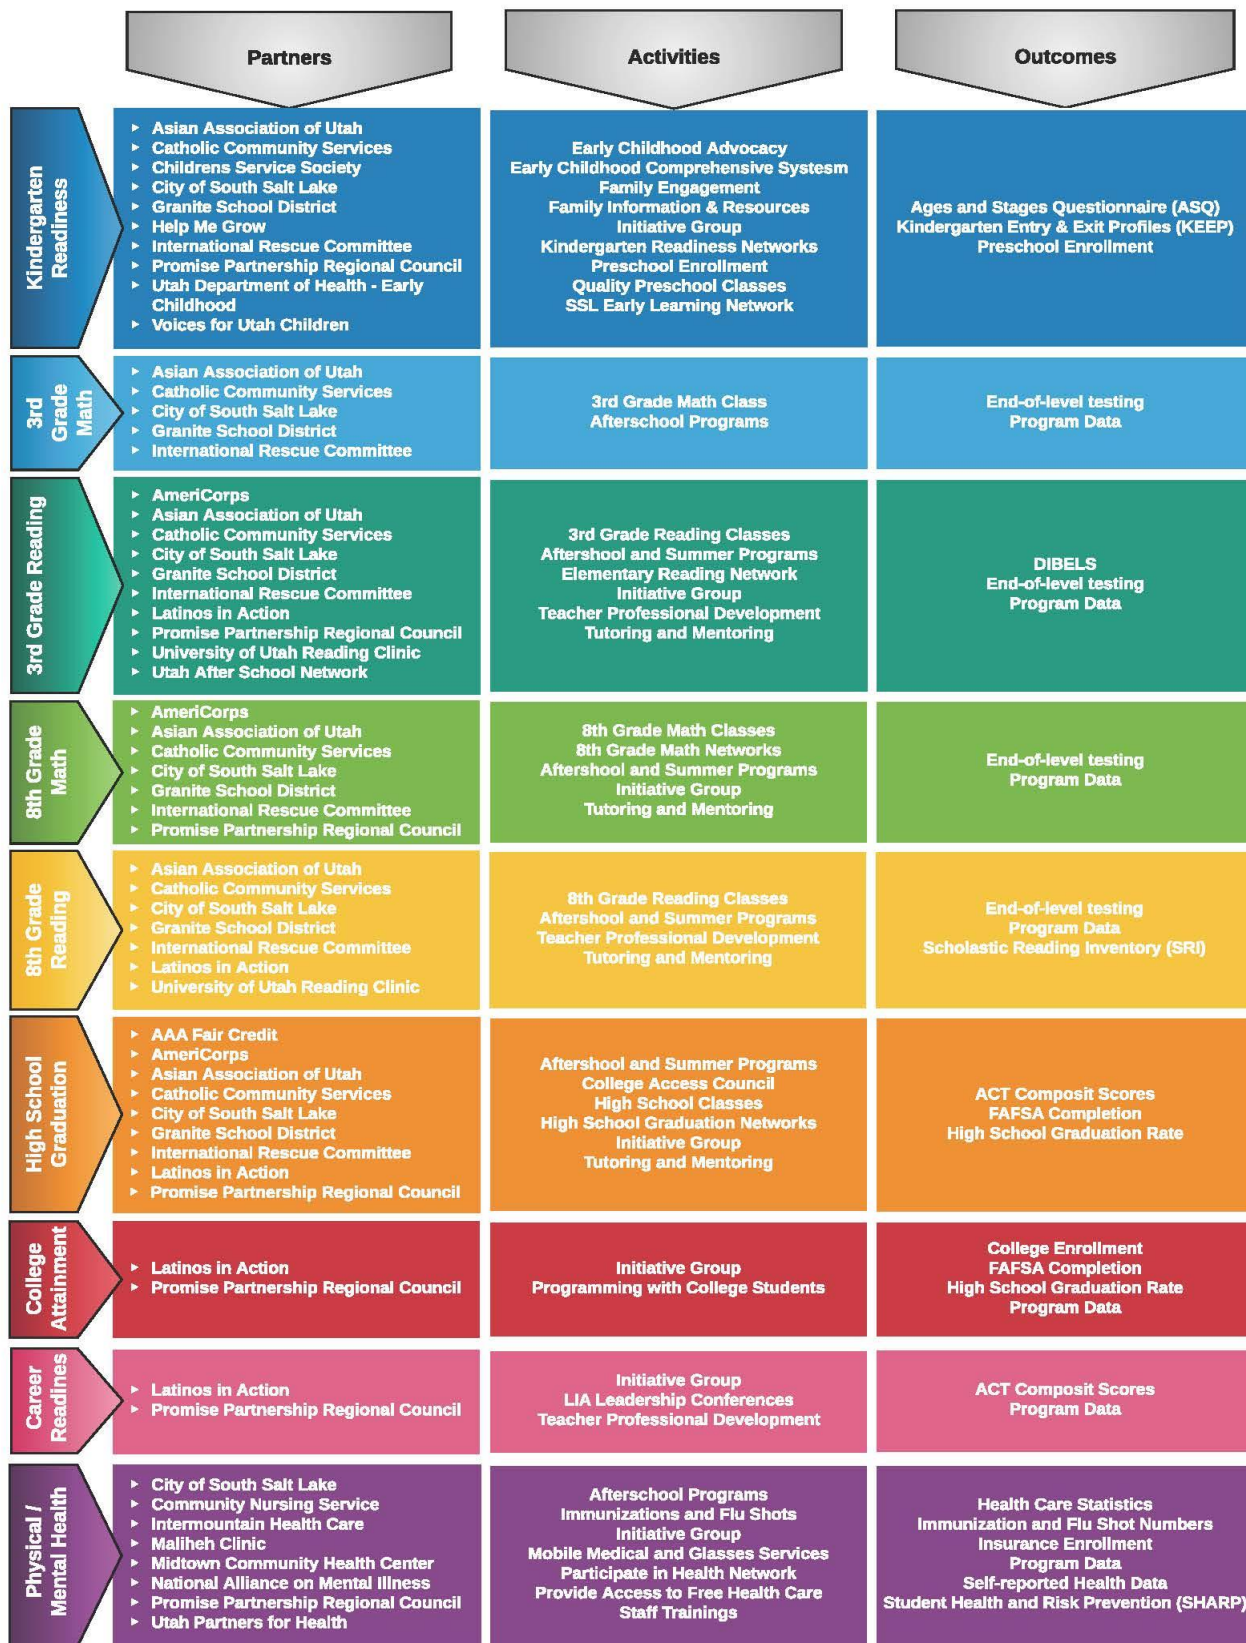 Partners
Activities
Outcomes
Kindergarten
Readiness
Asian Association of Utah
Catholic Community Services
Childrens Service Society
City of South Salt Lake
Granite School District
Help Me Grow
International Rescue Committee
Promise Partnership Regional Council
Utah Department of Health - Early
Childhood
Voices for Utah Children
Early Childhood Advocacy
Early Childhood Comprehensive Systesm
Family Engagement
Family Information & Resources
Initiative Group
Kindergarten Readiness Networks
Preschool Enrollment
Quality Preschool Classes
SSL Early Learning Network
Ages and Stages Questionnaire (ASQ)
Kindergarten Entry & Exit Profiles (KEEP)
Preschool Enrollment
3rd
Grade
Math
Asian Association of Utah
Catholic Community Services
City of South Salt Lake
Granite School District
International Rescue Committee
3rd Grade Math Class
Afterschool Programs
End-of-level testing
Program Data
3rd Grade Reading
AmeriCorps
Asian Association of Utah
Catholic Community Services
City of South Salt Lake
Granite School District
International Rescue Committee
Latinos in Action
Promise Partnership Regional Council
University of Utah Reading Clinic
Utah After School Network
3rd Grade Reading Classes
Aftershool and Summer Programs
Elementary Reading Network
Initiative Group
Teacher Professional Development
Tutoring and Mentoring
DIBELS
End-of-level testing
Program Data
8th Grade
Math
AmeriCorps
Asian Association of Utah
Catholic Community Services
City of South Salt Lake
Granite School District
International Rescue Committee
Promise Partnership Regional Council
8th Grade Math Classes
8th Grade Math Networks
Aftershool and Summer Programs
Initiative Group
Tutoring and Mentoring
End-of-level testing
Program Data
8th Grade
Reading
Asian Association of Utah
Catholic Community Services
City of South Salt Lake
Granite School District
International Rescue Committee
Latinos in Action
University of Utah Reading Clinic
8th Grade Reading Classes
Aftershool and Summer Programs
Teacher Professional Development
Tutoring and Mentoring
End-of-level testing
Program Data
Scholastic Reading Inventory (SRI)
High School
Graduation
AAA Fair Credit
AmeriCorps
Asian Association of Utah
Catholic Community Services
City of South Salt Lake
Granite School District
International Rescue Committee
Latinos in Action
Promise Partnership Regional Council
Aftershool and Summer Programs
College Access Council
High School Classes
High School Graduation Networks
Initiative Group
Tutoring and Mentoring
ACT Composit Scores
FAFSA Completion
High School Graduation Rate
College
Attainment
Latinos in Action
Promise Partnership Regional Council
Initiative Group
Programming with College Students
College Enrollment
FAFSA Completion
High School Graduation Rate
Program Data
Career
Readines
Latinos in Action
Promise Partnership Regional Council
Initiative Group
LIA Leadership Conferences
Teacher Professional Development
ACT Composit Scores
Program Data
Physical /
Mental Health
City of South Salt Lake
Community Nursing Service
Intermountain Health Care
Maliheh Clinic
Midtown Community Health Center
National Alliance on Mental Illness
Promise Partnership Regional Council
Utah Partners for Health
Afterschool Programs
Immunizations and Flu Shots
Initiative Group
Mobile Medical and Glasses Services
Participate in Health Network
Provide Access to Free Health Care
Staff Trainings
Health Care Statistics
Immunization and Flu Shot Numbers
Insurance Enrollment
Program Data
Self-reported Health Data
Student Health and Risk Prevention (SHARP)